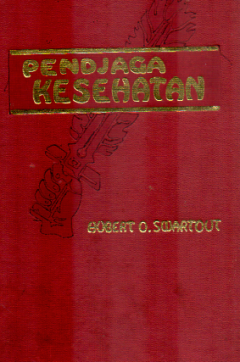 PENDJAGA
KESEHATAN
HUBERT O. SWARTOUT